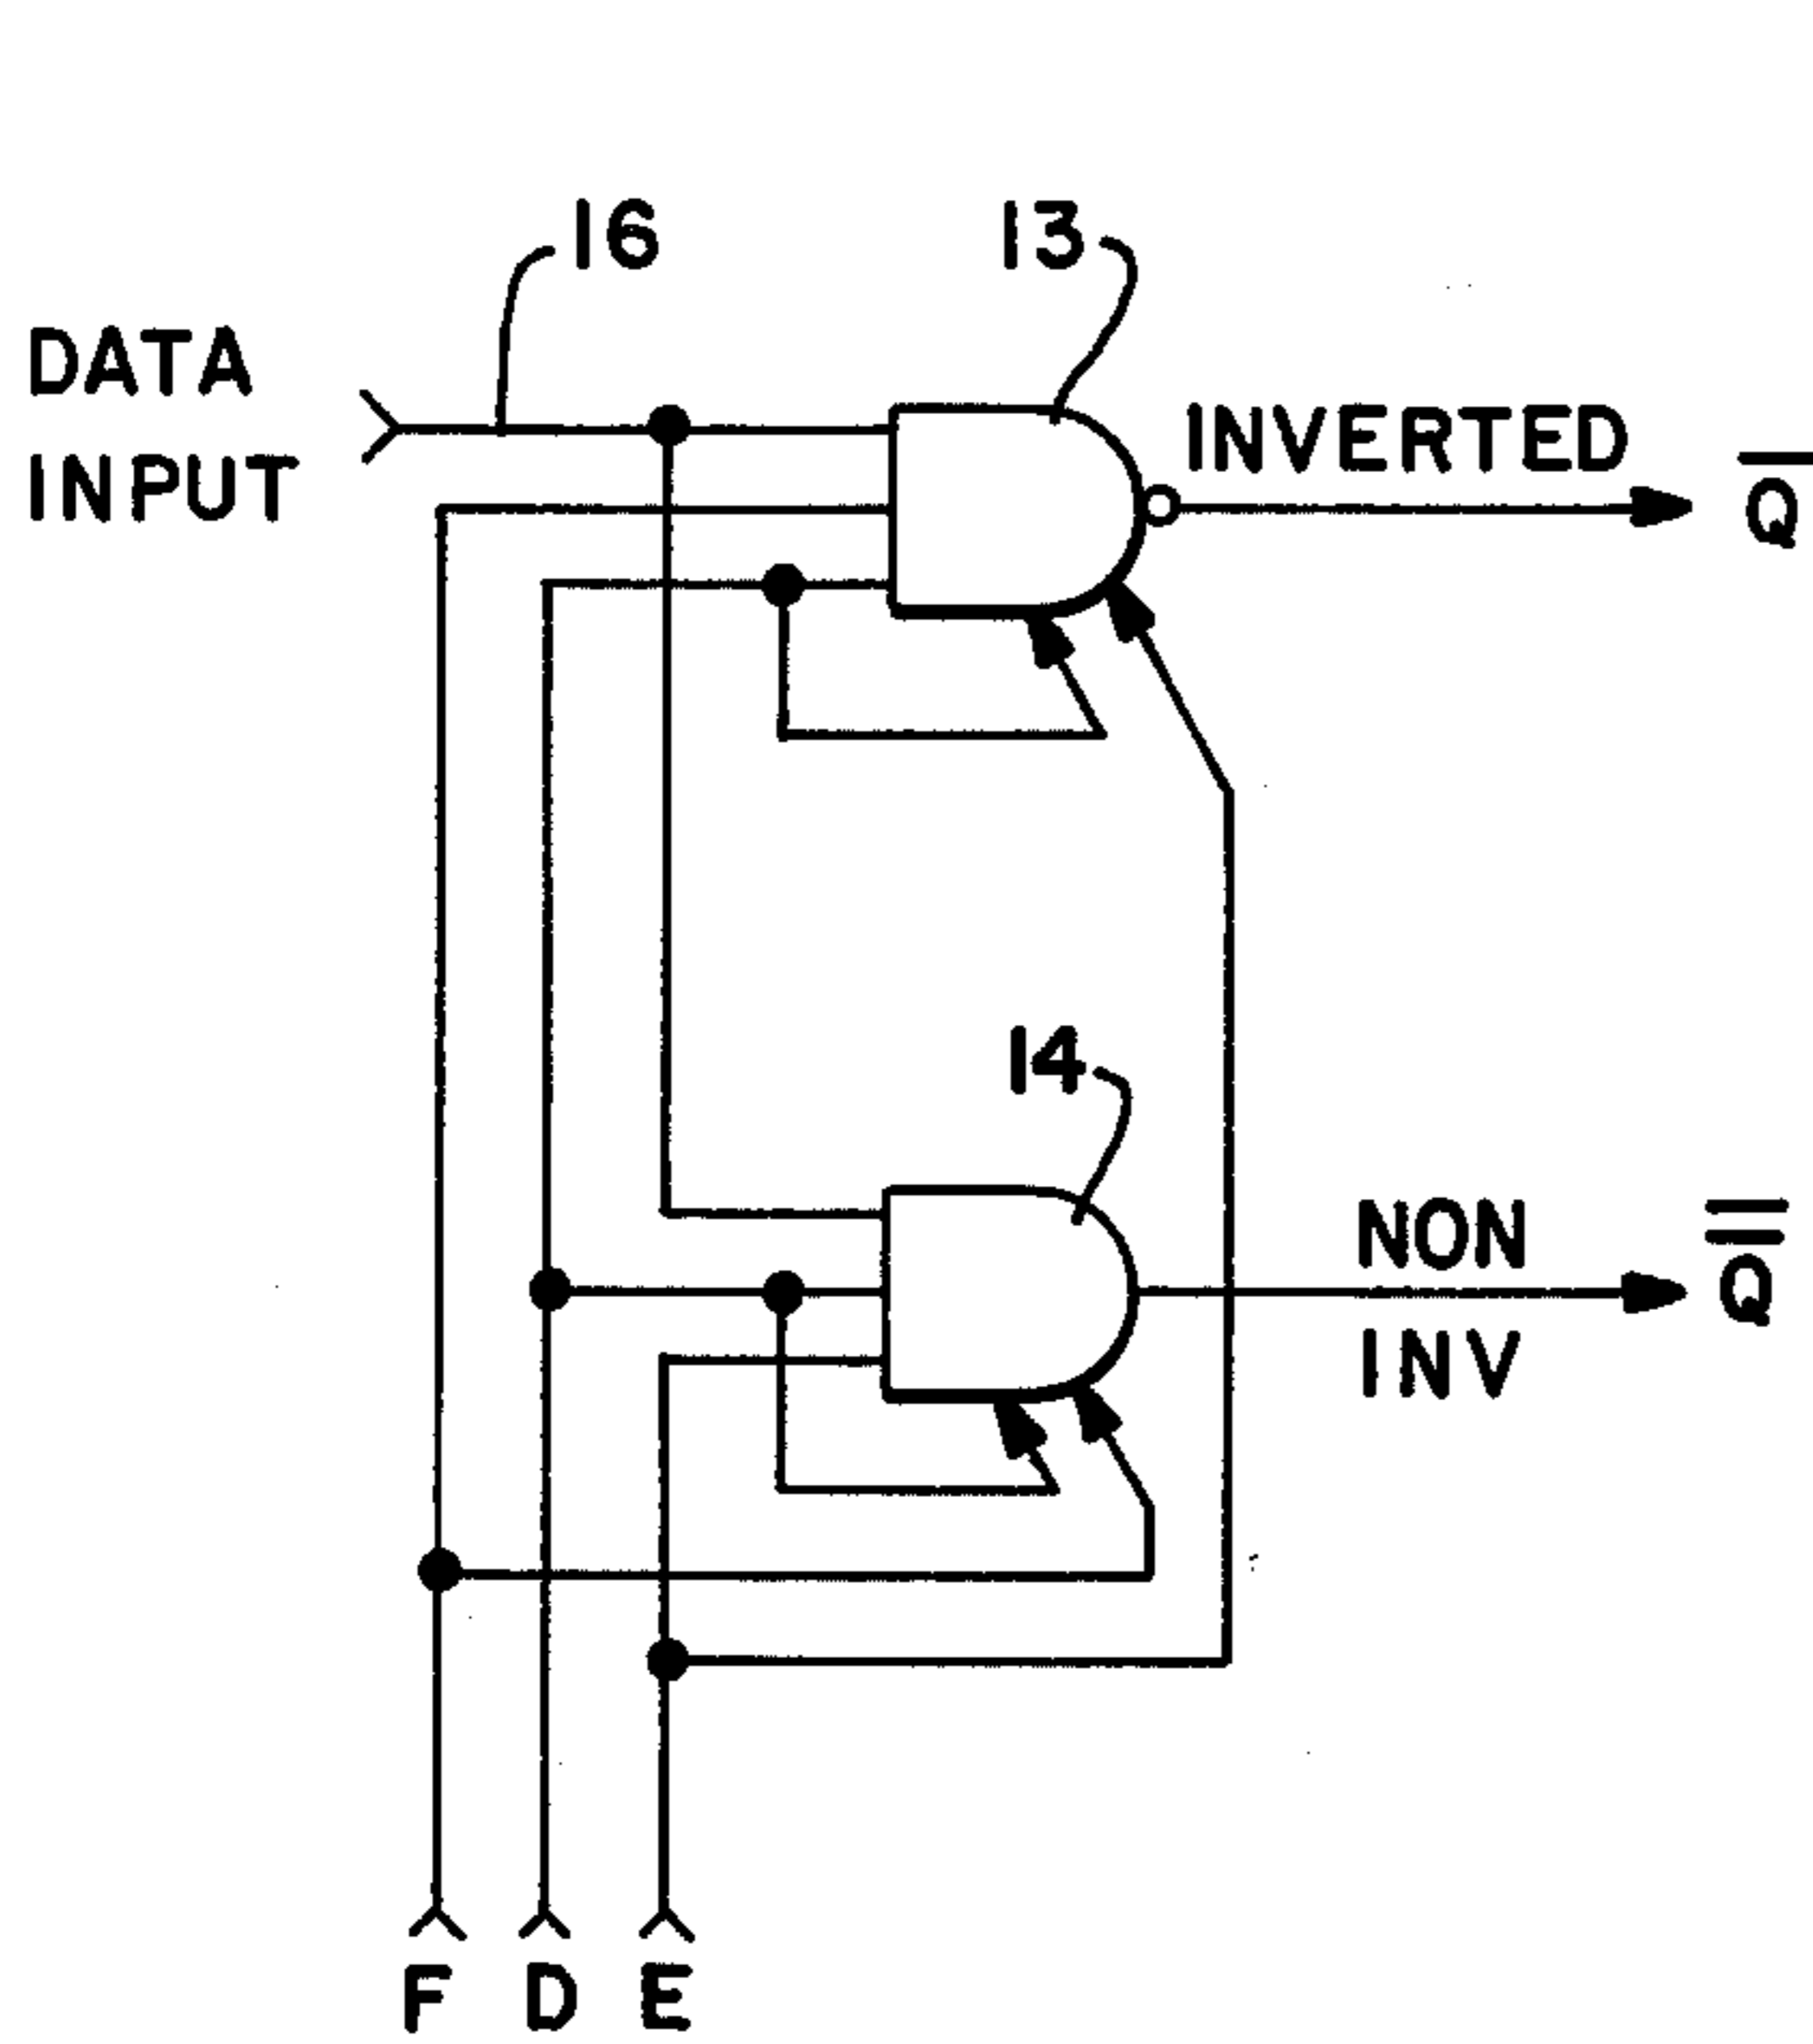 16
13
DATA
INPUT
INVERTED
Q̅
14
NON
INV
Q̿
F D E